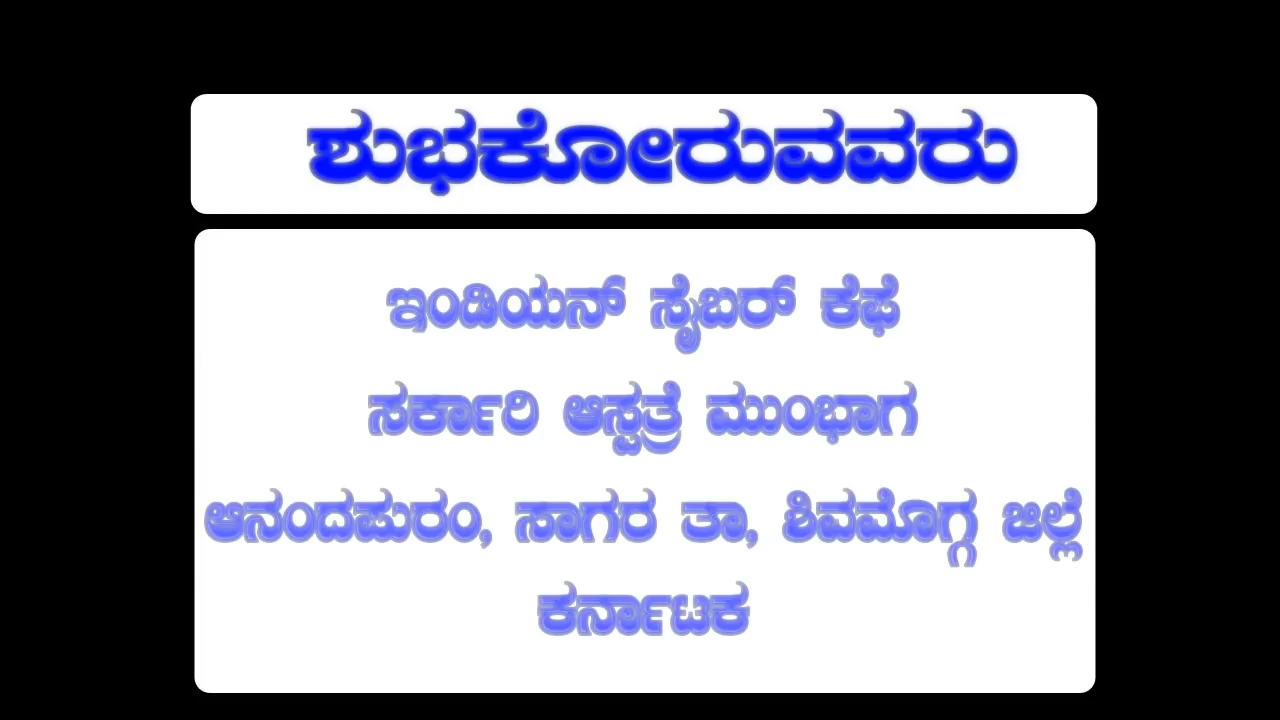 ಶುಭಕೋರುವವರು
ಇಂಡಿಯನ್ ಸೈಬರ್ ಕೆಫೆ
ಸರ್ಕಾರಿ ಆಸ್ಪತ್ರೆ ಮುಂಭಾಗ
ಆನಂದಪುರಂ, ಸಾಗರ ತಾ, ಶಿವಮೊಗ್ಗ ಜಿಲ್ಲೆ
ಕರ್ನಾಟಕ